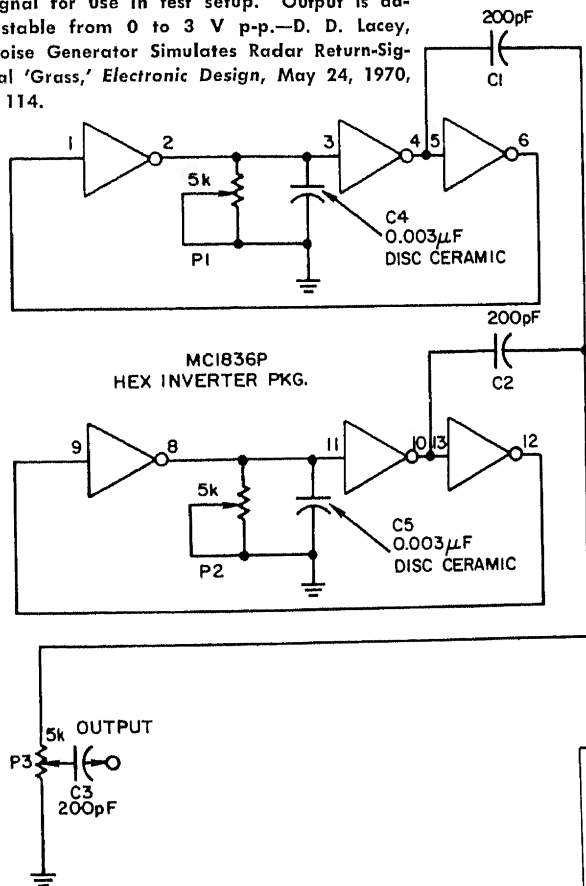 ignal for use in test setup. Output is ad-
stable from 0 to 3 V p-p.—D. D. Lacey,
oise Generator Simulates Radar Return-Sig-
al 'Grass,' Electronic Design, May 24, 1970,
114.
200pF
C1
1
2
3
4
5
6
5k
P1
C4
0.003µF
DISC CERAMIC
200pF
C2
MC1836P
HEX INVERTER PKG.
9
8
11
10
13
12
5k
P2
C5
0.003µF
DISC CERAMIC
5k
OUTPUT
P3
C3
200pF